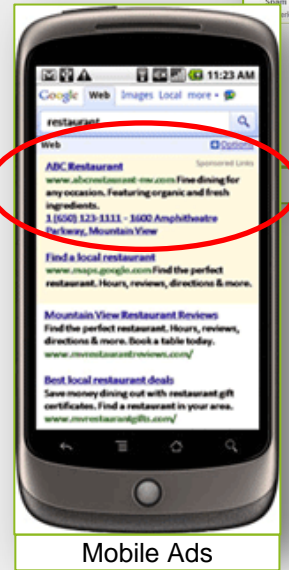 Spam
11:23 AM
Google Web Images Local more
restaurant
Web Options
ABC Restaurant Sponsored Links
www.abcrestaurant-mv.com Fine dining for
any occasion. Featuring organic and fresh
ingredients.
1 (650) 123-1111 - 1600 Amphitheatre
Parkway, Mountain View
Find a local restaurant
www.maps.google.com Find the perfect
restaurant. Hours, reviews, directions & more.
Mountain View Restaurant Reviews
Find the perfect restaurant. Hours, reviews,
directions & more. Book a table today.
www.mvrestaurantreviews.com/
Best local restaurant deals
Save money dining out with restaurant gift
certificates. Find a restaurant in your area.
www.mvrestaurantgifts.com/
Mobile Ads